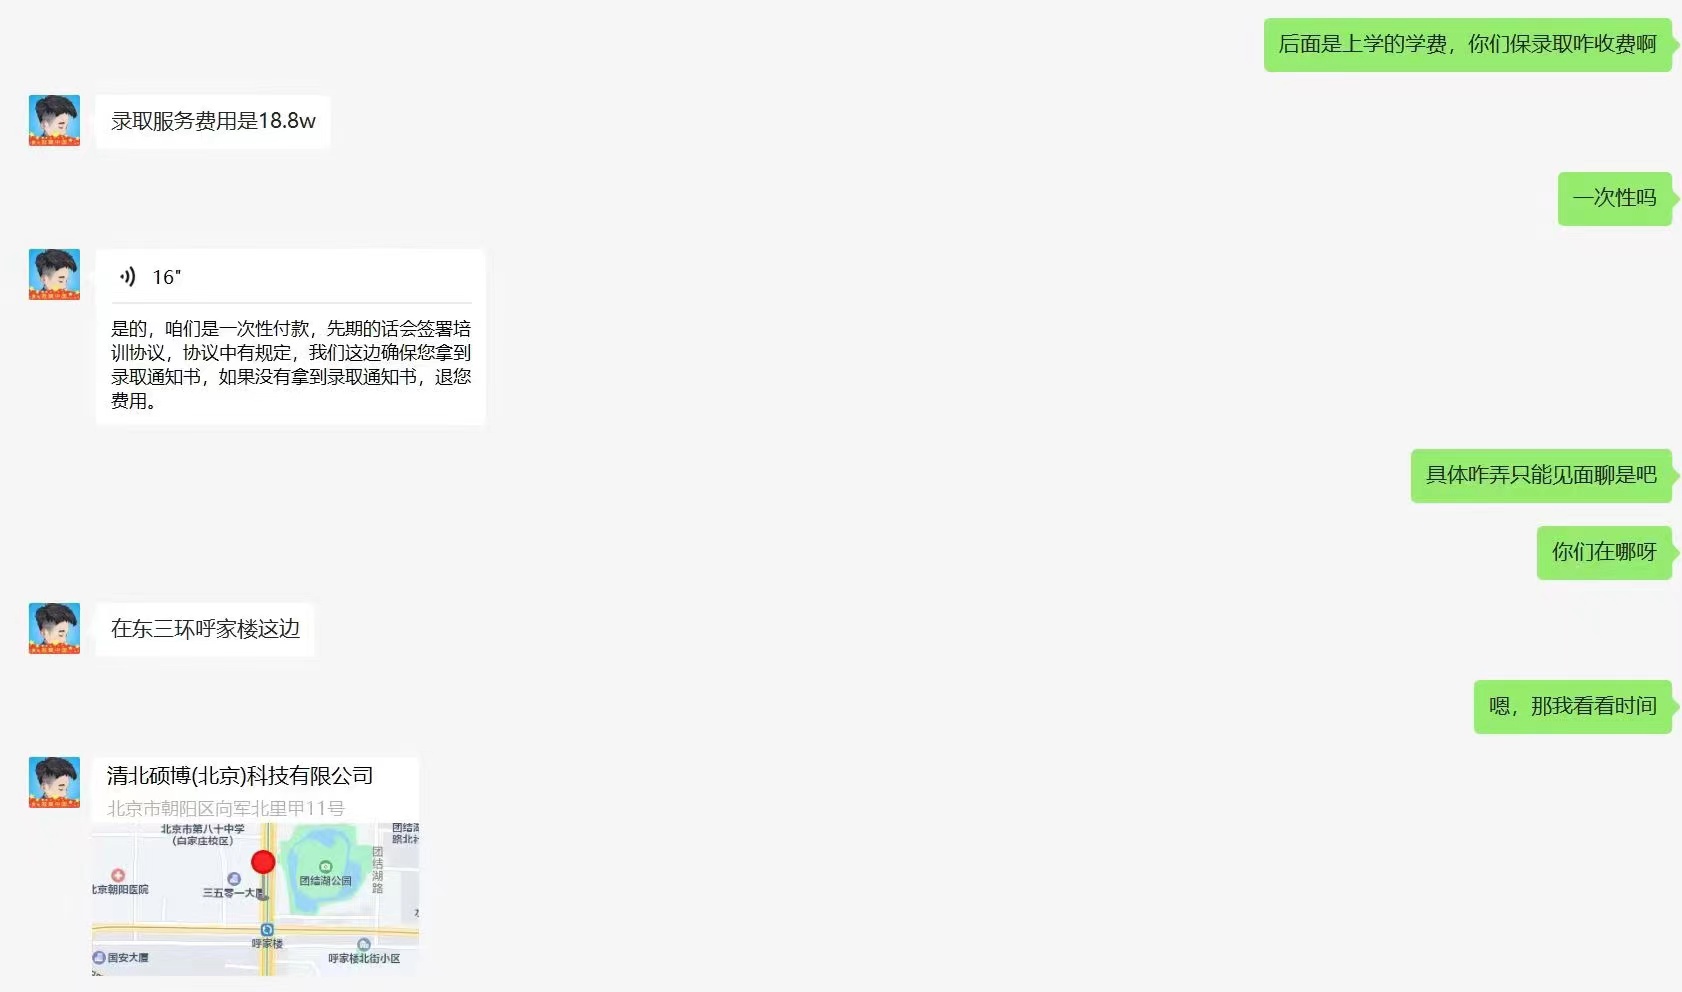 后面是上学的学费，你们保录取咋收费啊
录取服务费用是18.8w
一次性吗
16"
是的，咱们是一次性付款，先期的话会签署培
训协议，协议中有规定，我们这边确保您拿到
录取通知书，如果没有拿到录取通知书，退您
费用。
具体咋弄只能见面聊是吧
你们在哪呀
在东三环呼家楼这边
嗯，那我看看时间
清北硕博(北京)科技有限公司
北京市朝阳区向军北里甲11号
北京市第八十中学
（白家庄校区）
团结湖
路北社
团结湖路
北京朝阳医院
三五零一大厦
团结湖公园
呼家楼
国安大厦
呼家楼北街小区